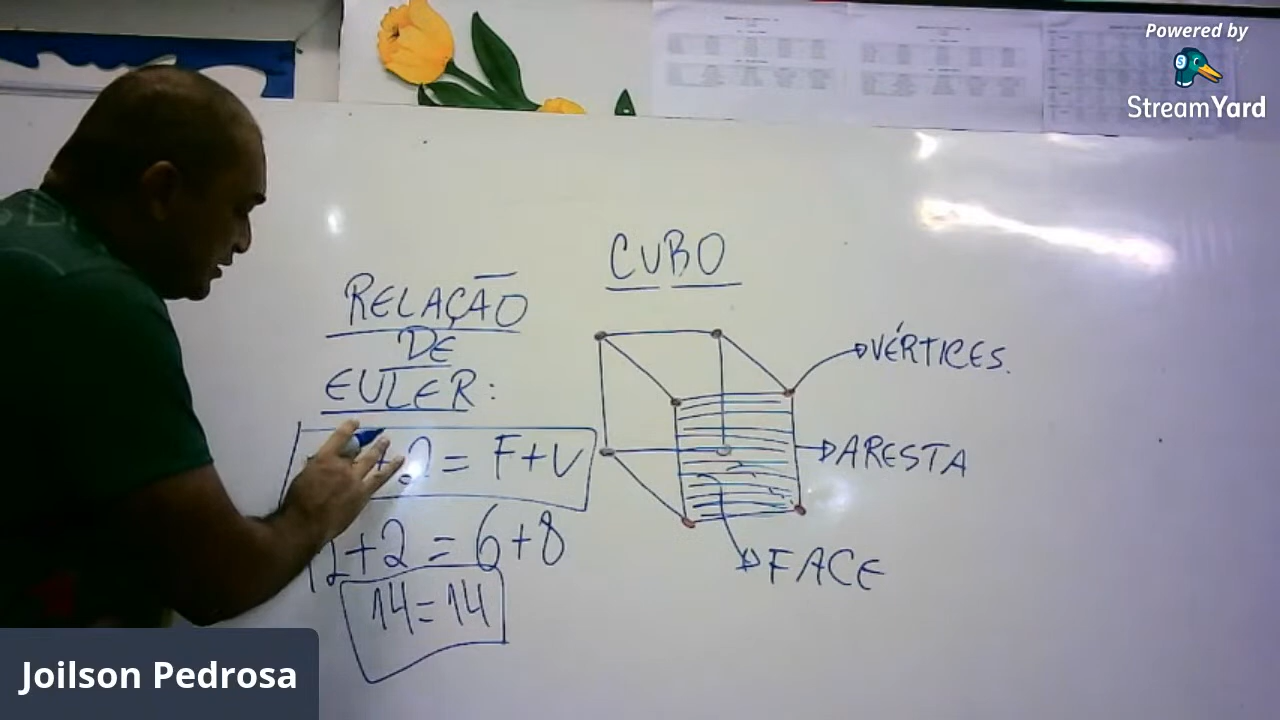 Powered by
StreamYard
CUBO
RELAÇÃO
DE
EULER:
+2 = F+V
12+2 = 6+8
14=14
VÉRTICES.
ARESTA
FACE
Joilson Pedrosa